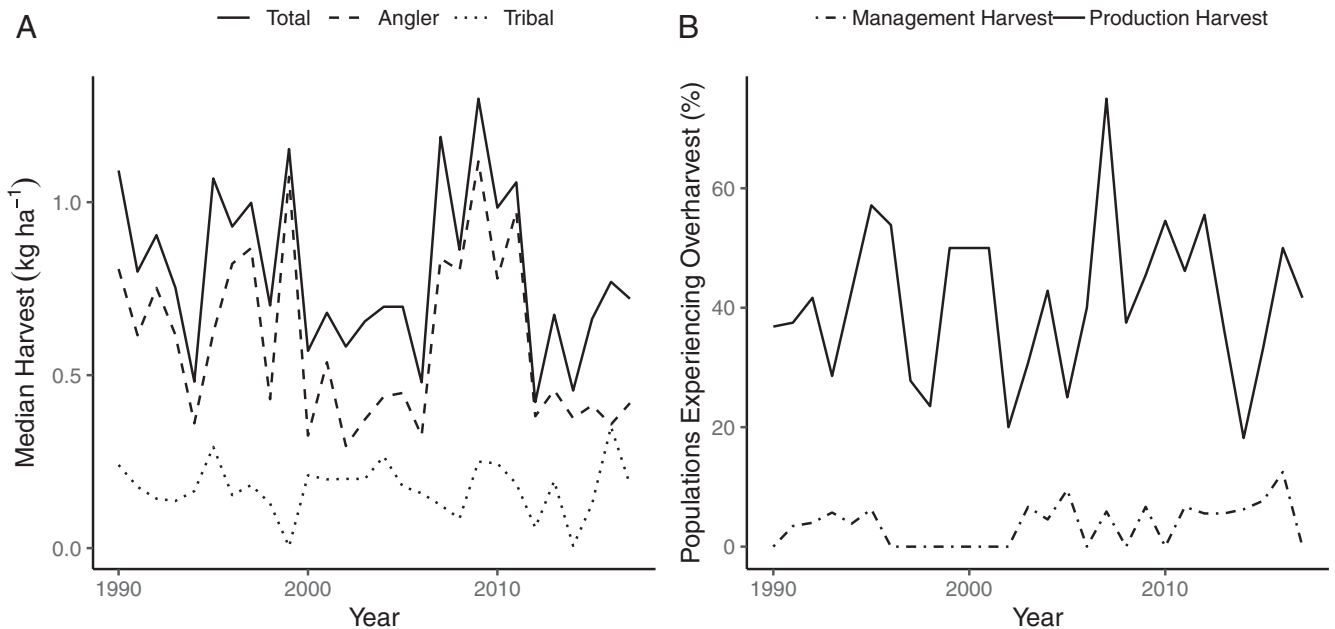 A
Total Angler Tribal
Median Harvest (kg ha⁻¹)
1.0
0.5
0.0
1990 2000 2010
Year
B
Management Harvest Production Harvest
Populations Experiencing Overharvest (%)
60
40
20
0
1990 2000 2010
Year